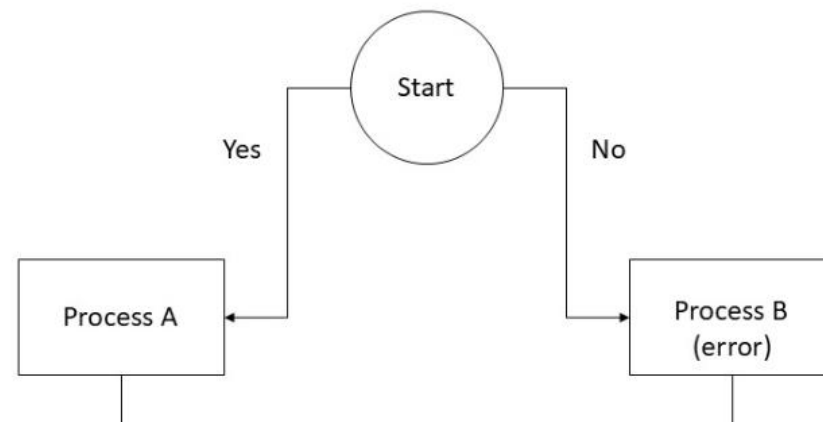 Start
Yes
No
Process A
Process B
(error)